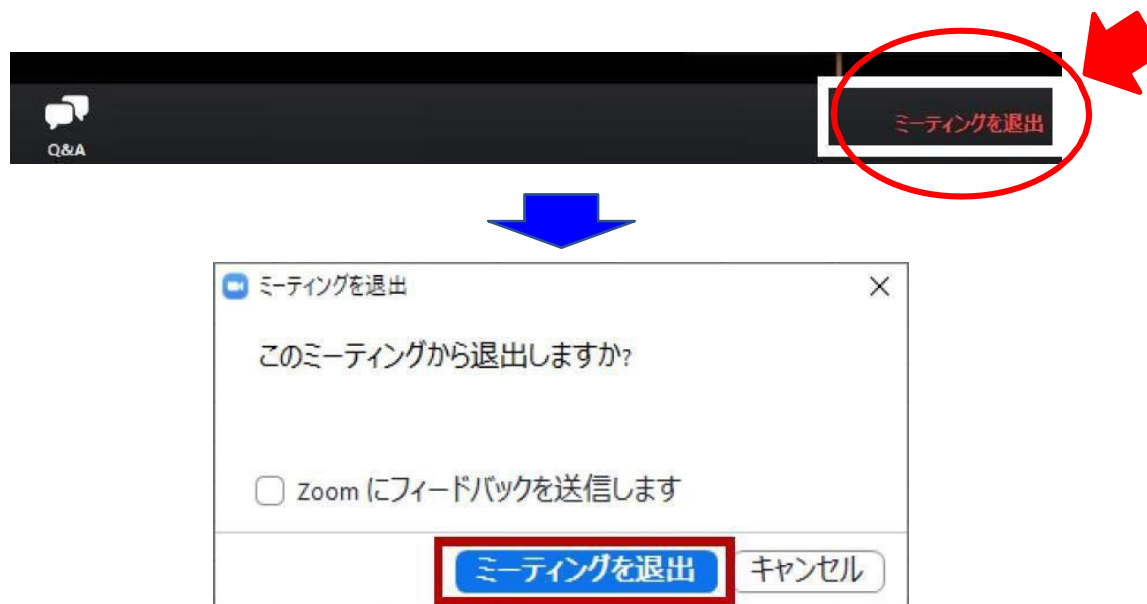 Q&A
ミーティングを退出
ミーティングを退出
このミーティングから退出しますか?
Zoom にフィードバックを送信します
ミーティングを退出
キャンセル